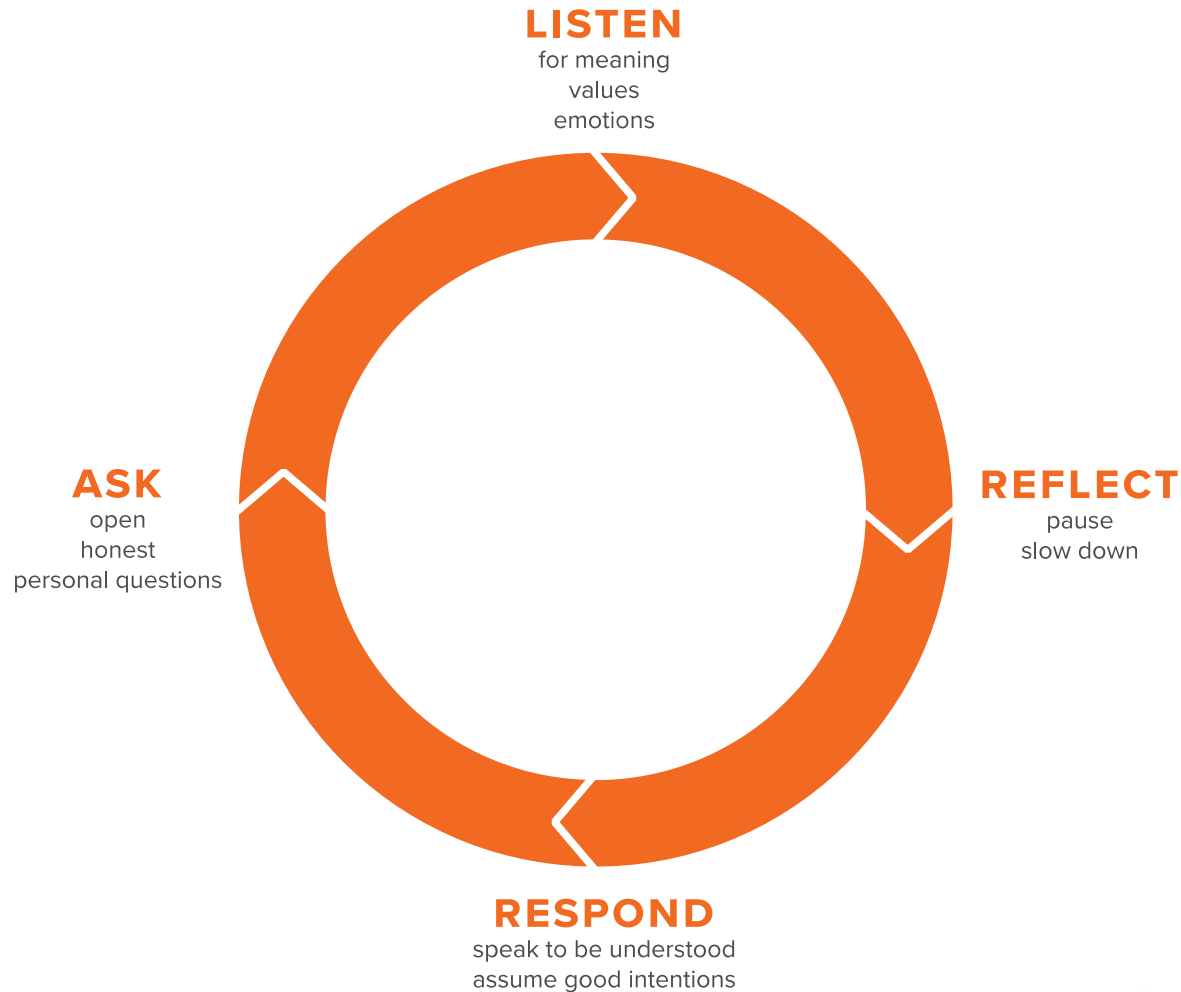 LISTEN
for meaning
values
emotions
REFLECT
pause
slow down
RESPOND
speak to be understood
assume good intentions
ASK
open
honest
personal questions